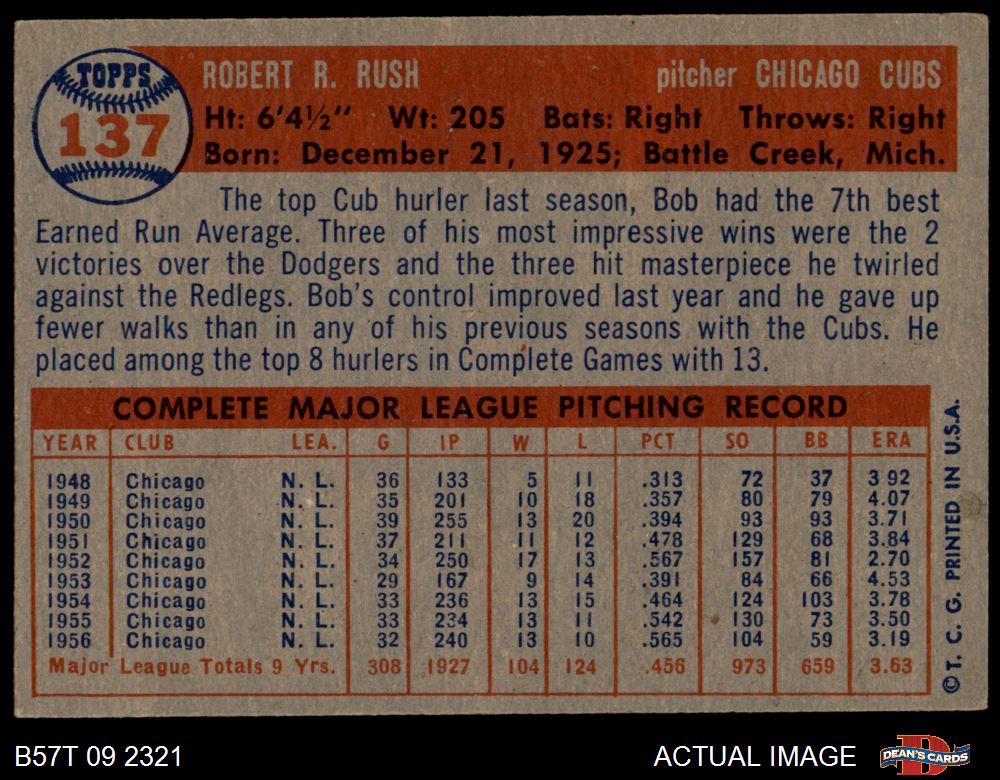 TOPPS
137
ROBERT R. RUSH pitcher CHICAGO CUBS
Ht: 6'4½" Wt: 205 Bats: Right Throws: Right
Born: December 21, 1925; Battle Creek, Mich.
The top Cub hurler last season, Bob had the 7th best
Earned Run Average. Three of his most impressive wins were the 2
victories over the Dodgers and the three hit masterpiece he twirled
against the Redlegs. Bob's control improved last year and he gave up
fewer walks than in any of his previous seasons with the Cubs. He
placed among the top 8 hurlers in Complete Games with 13.
COMPLETE MAJOR LEAGUE PITCHING RECORD
YEAR CLUB LEA. G IP W L PCT SO BB ERA
1948 Chicago N. L. 36 133 5 11 .313 72 37 3 92
1949 Chicago N. L. 35 201 10 18 .357 80 79 4.07
1950 Chicago N. L. 39 255 13 20 .394 93 93 3.71
1951 Chicago N. L. 37 211 11 12 .478 129 68 3.84
1952 Chicago N. L. 34 250 17 13 .567 157 81 2.70
1953 Chicago N. L. 29 167 9 14 .391 84 66 4.53
1954 Chicago N. L. 33 236 13 15 .464 124 103 3.78
1955 Chicago N. L. 33 234 13 11 .542 130 73 3.50
1956 Chicago N. L. 32 240 13 10 .565 104 59 3.19
Major League Totals 9 Yrs. 308 1927 104 124 .456 973 659 3.63
©T. C. G. PRINTED IN U.S.A.
B57T 09 2321 ACTUAL IMAGE DEAN'S CARDS